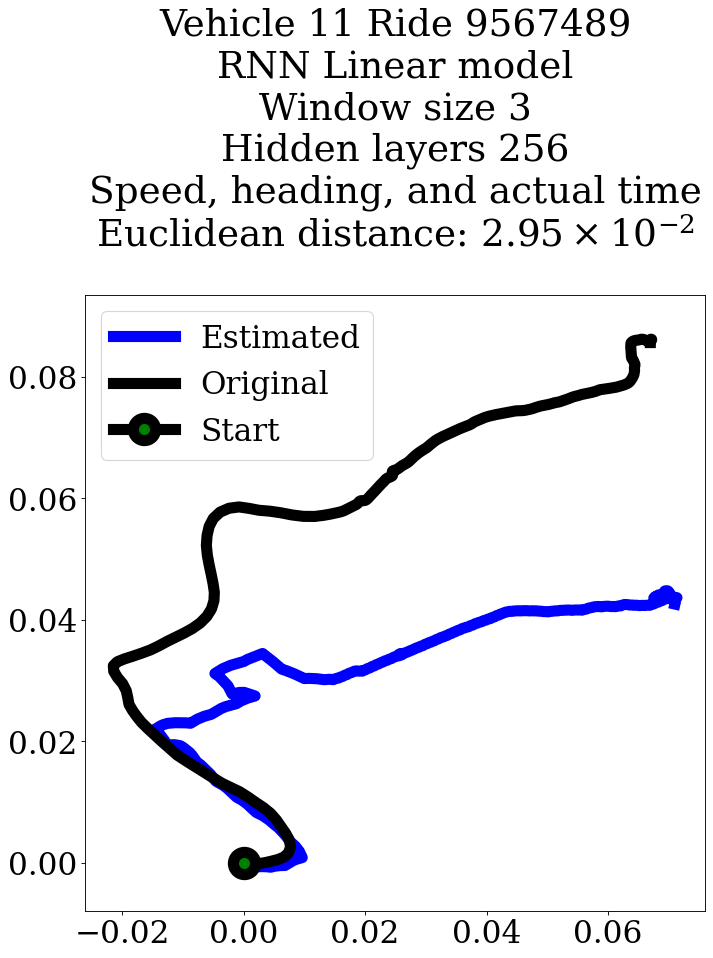 Vehicle 11 Ride 9567489
RNN Linear model
Window size 3
Hidden layers 256
Speed, heading, and actual time
Euclidean distance: 2.95 × 10⁻²
Estimated
Original
Start
0.08
0.06
0.04
0.02
0.00
−0.02 0.00 0.02 0.04 0.06